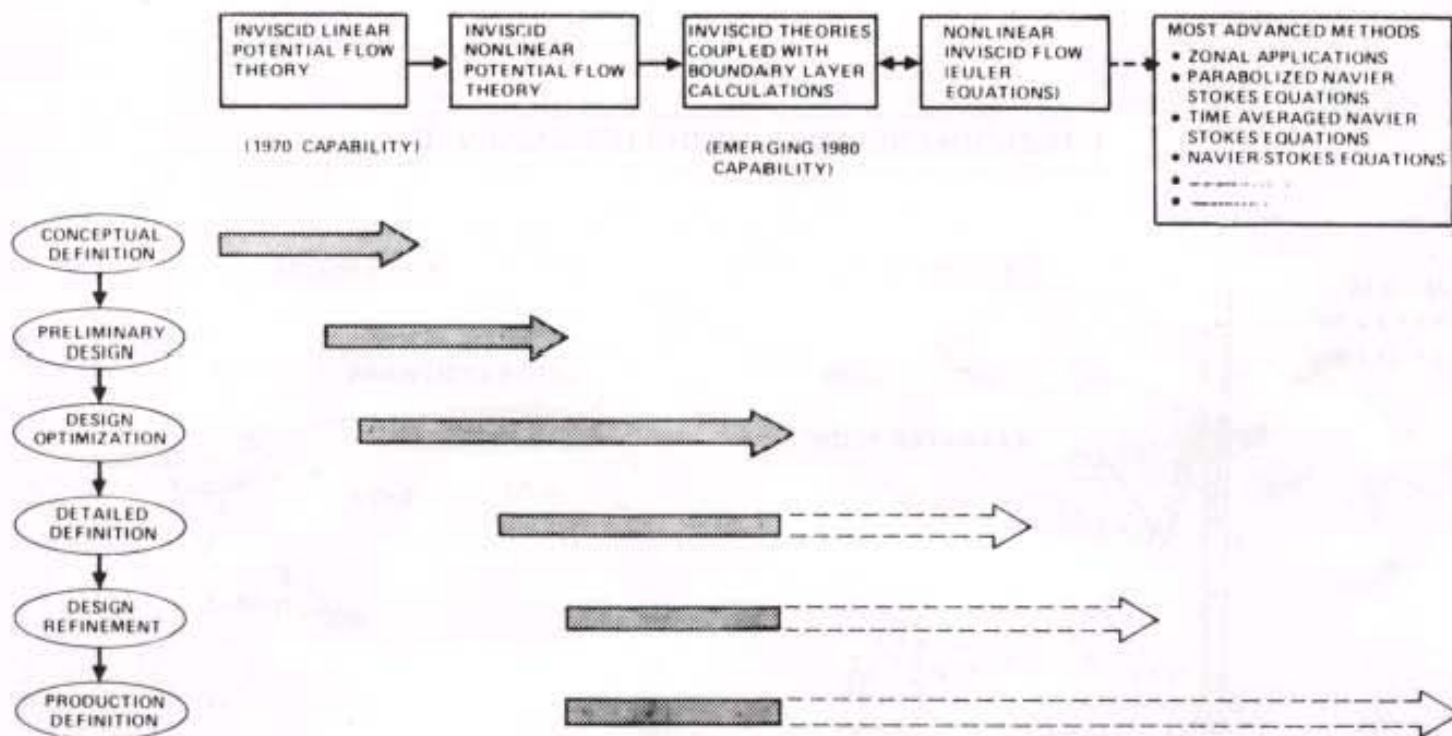 INVISCID LINEAR
POTENTIAL FLOW
THEORY
INVISCID
NONLINEAR
POTENTIAL FLOW
THEORY
INVISCID THEORIES
COUPLED WITH
BOUNDARY LAYER
CALCULATIONS
NONLINEAR
INVISCID FLOW
(EULER
EQUATIONS)
MOST ADVANCED METHODS
• ZONAL APPLICATIONS
• PARABOLIZED NAVIER
STOKES EQUATIONS
• TIME AVERAGED NAVIER
STOKES EQUATIONS
• NAVIER-STOKES EQUATIONS
(1970 CAPABILITY)
(EMERGING 1980
CAPABILITY)
CONCEPTUAL
DEFINITION
PRELIMINARY
DESIGN
DESIGN
OPTIMIZATION
DETAILED
DEFINITION
DESIGN
REFINEMENT
PRODUCTION
DEFINITION